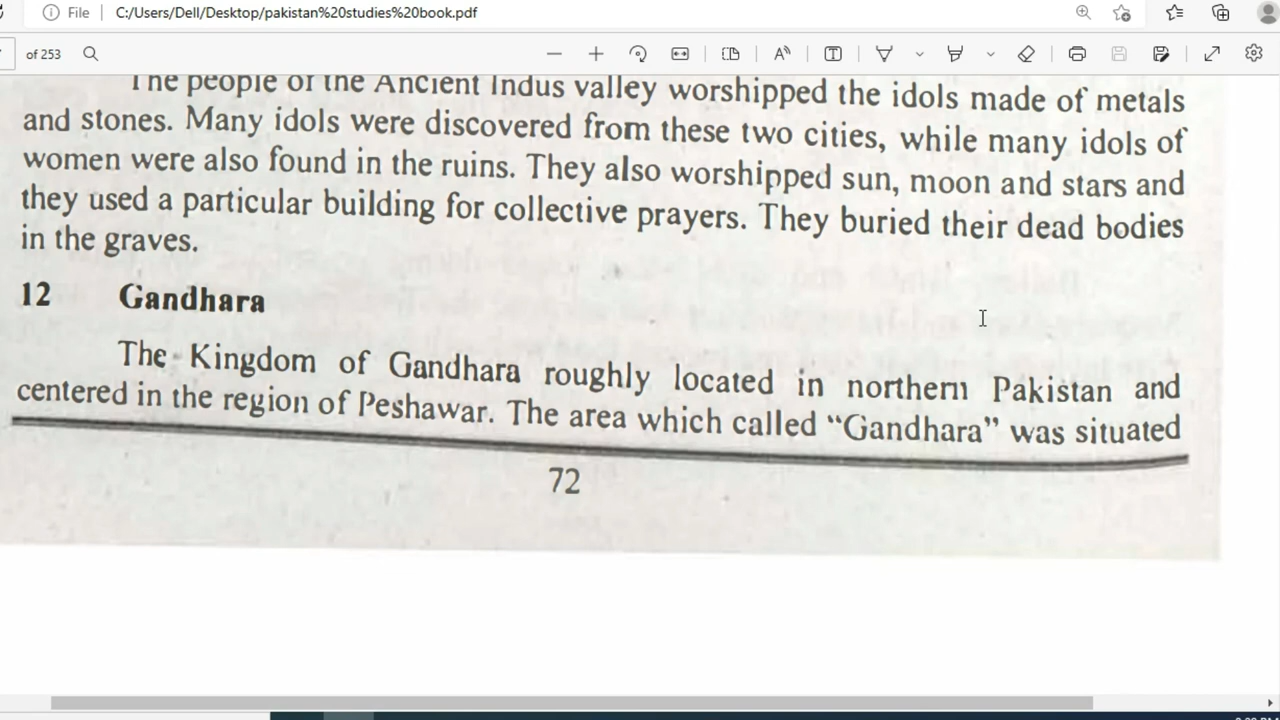 File
C:/Users/Dell/Desktop/pakistan%20studies%20book.pdf
of 253
The people of the Ancient Indus valley worshipped the idols made of metals
and stones. Many idols were discovered from these two cities, while many idols of
women were also found in the ruins. They also worshipped sun, moon and stars and
they used a particular building for collective prayers. They buried their dead bodies
in the graves.
12 Gandhara
The Kingdom of Gandhara roughly located in northern Pakistan and
centered in the region of Peshawar. The area which called “Gandhara” was situated
72